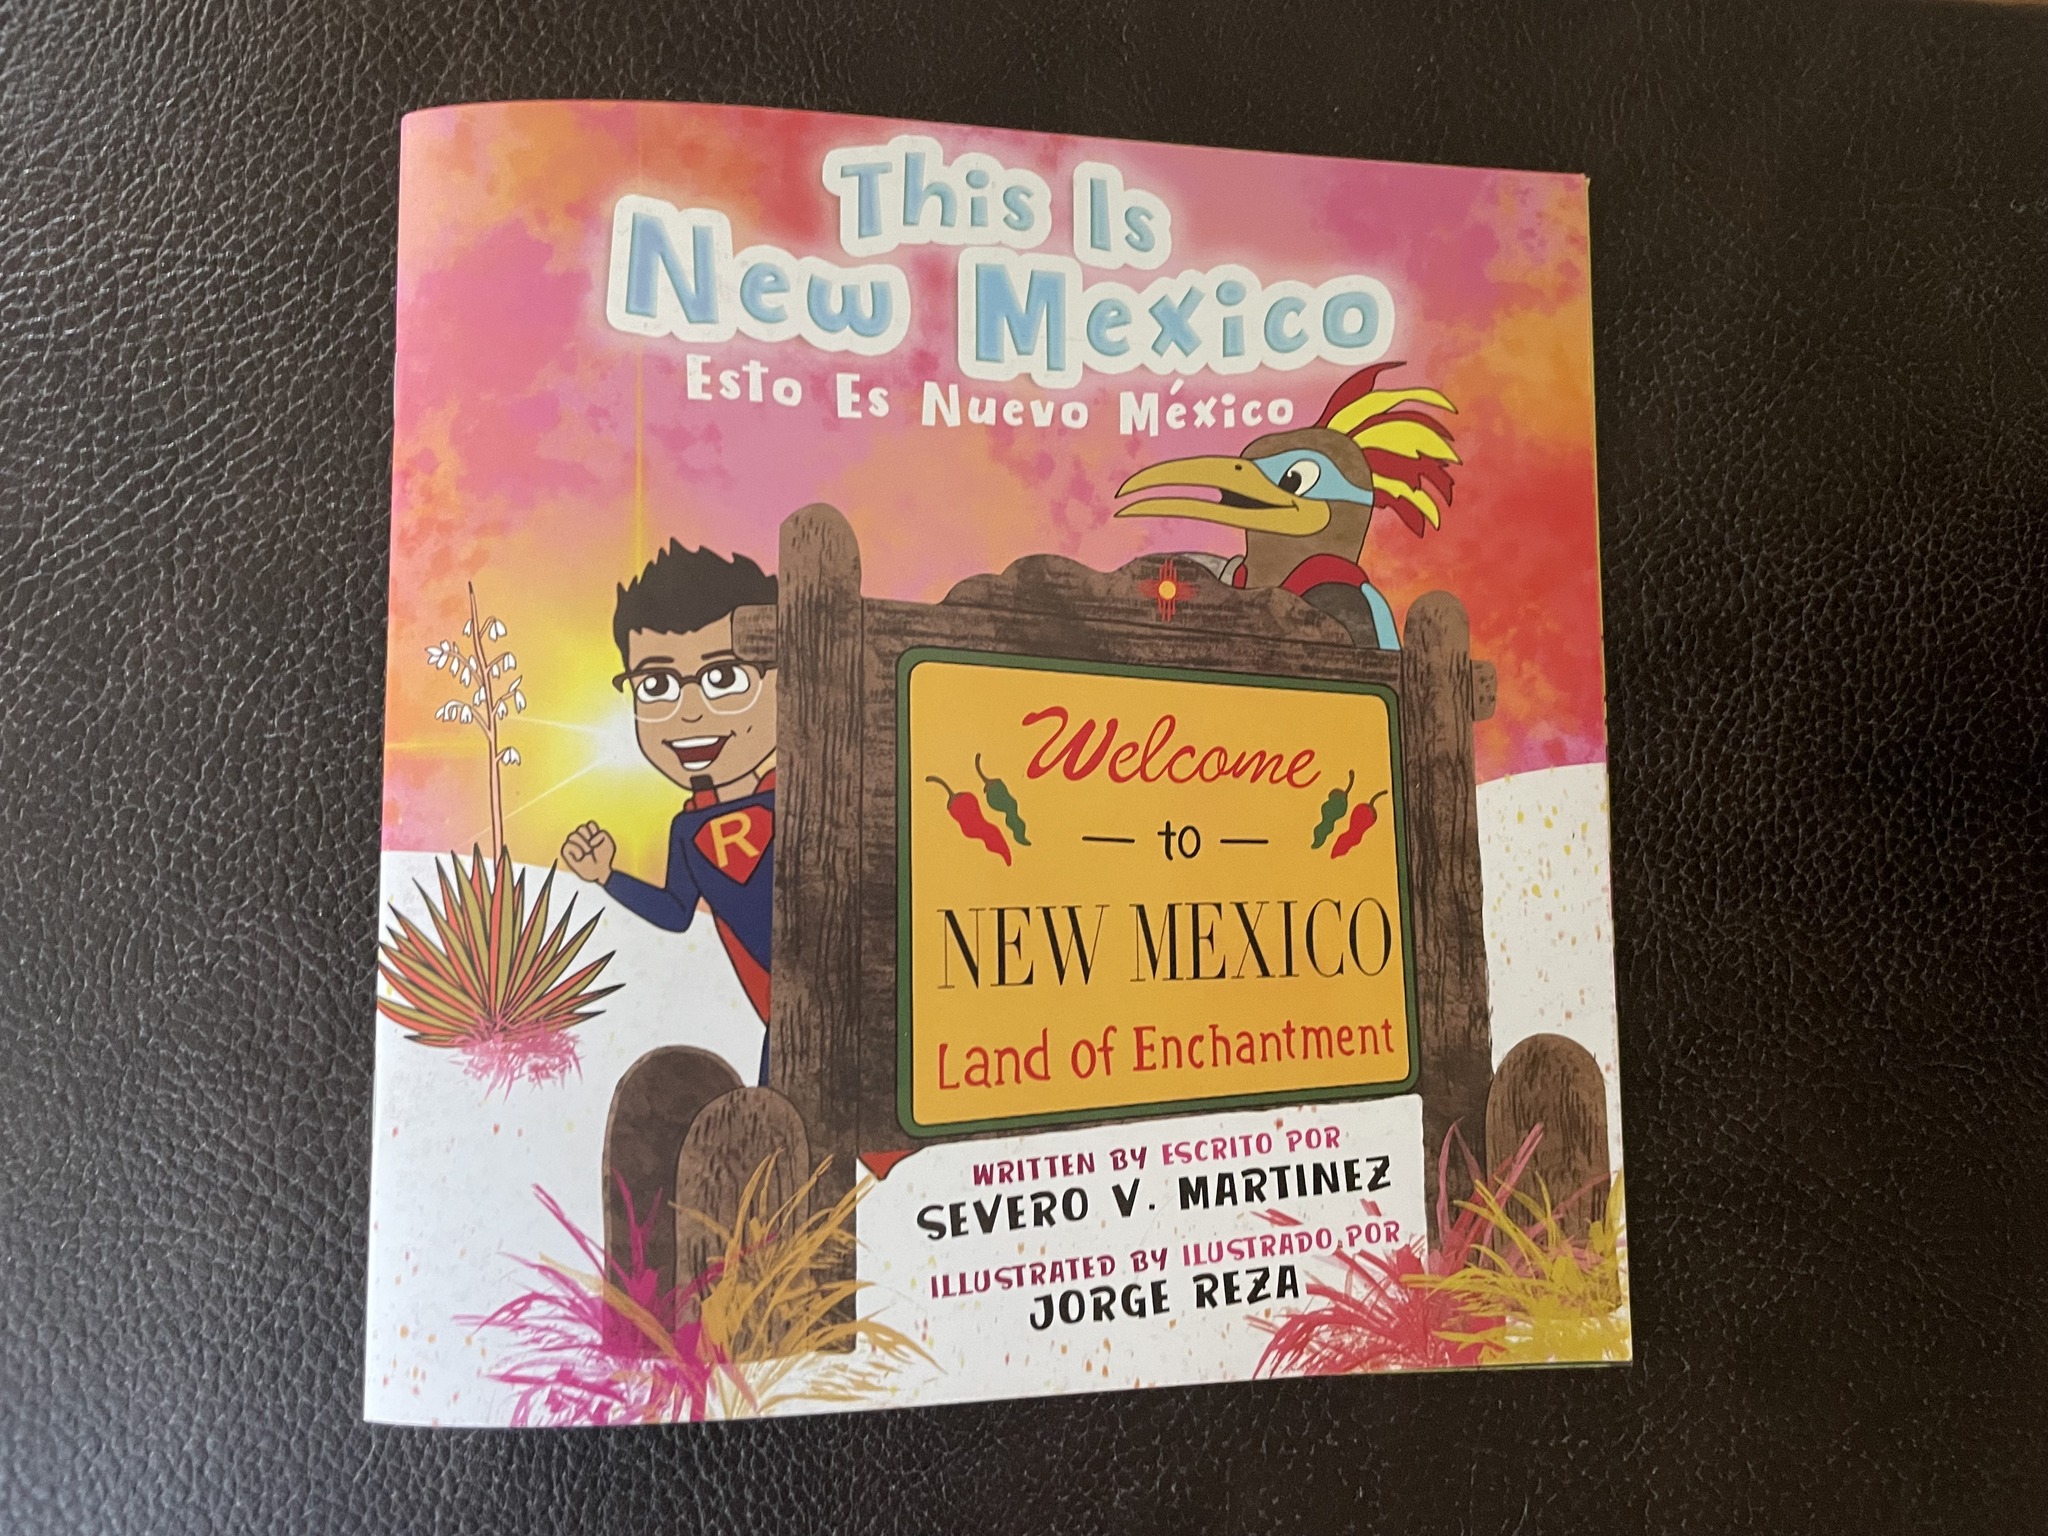 This Is
New Mexico
Esto Es Nuevo México
R
Welcome
— to —
NEW MEXICO
Land of Enchantment
WRITTEN BY ESCRITO POR
SEVERO V. MARTINEZ
ILLUSTRATED BY ILUSTRADO POR
JORGE REZA